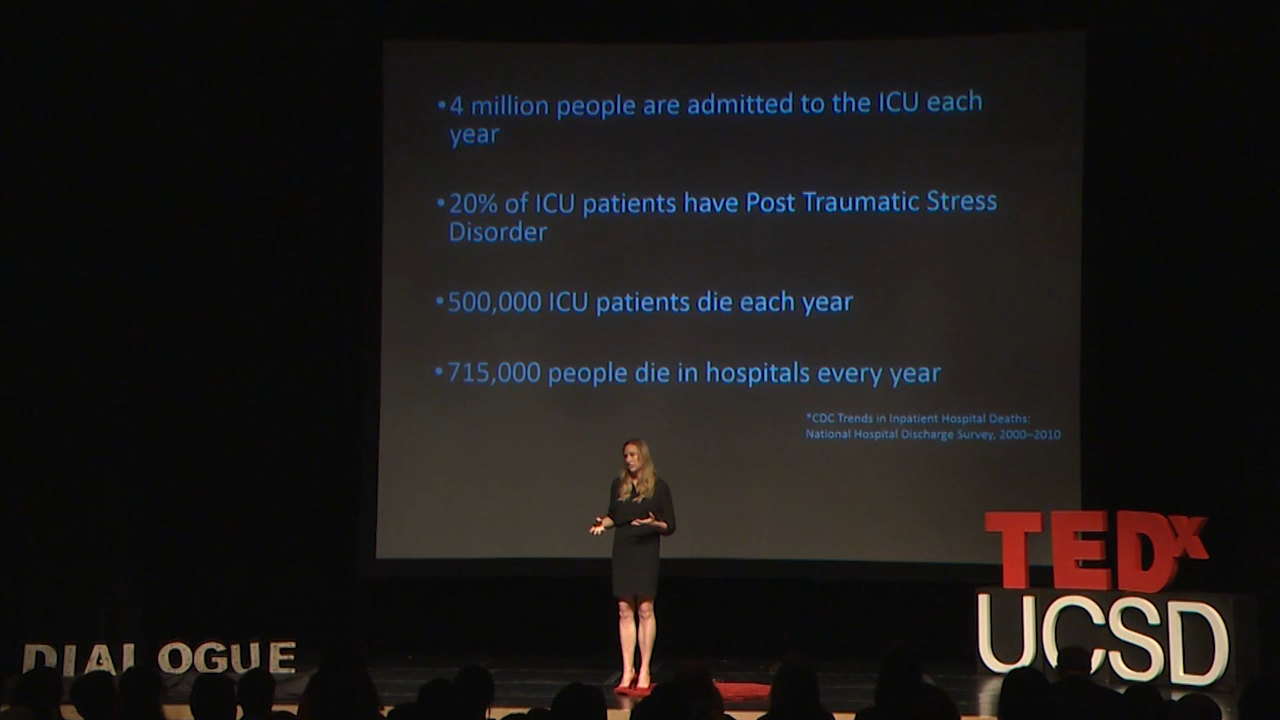 •4 million people are admitted to the ICU each
year
•20% of ICU patients have Post Traumatic Stress
Disorder
•500,000 ICU patients die each year
•715,000 people die in hospitals every year
*CDC Trends in Inpatient Hospital Deaths:
National Hospital Discharge Survey, 2000–2010
TEDx
UCSD
DIALOGUE